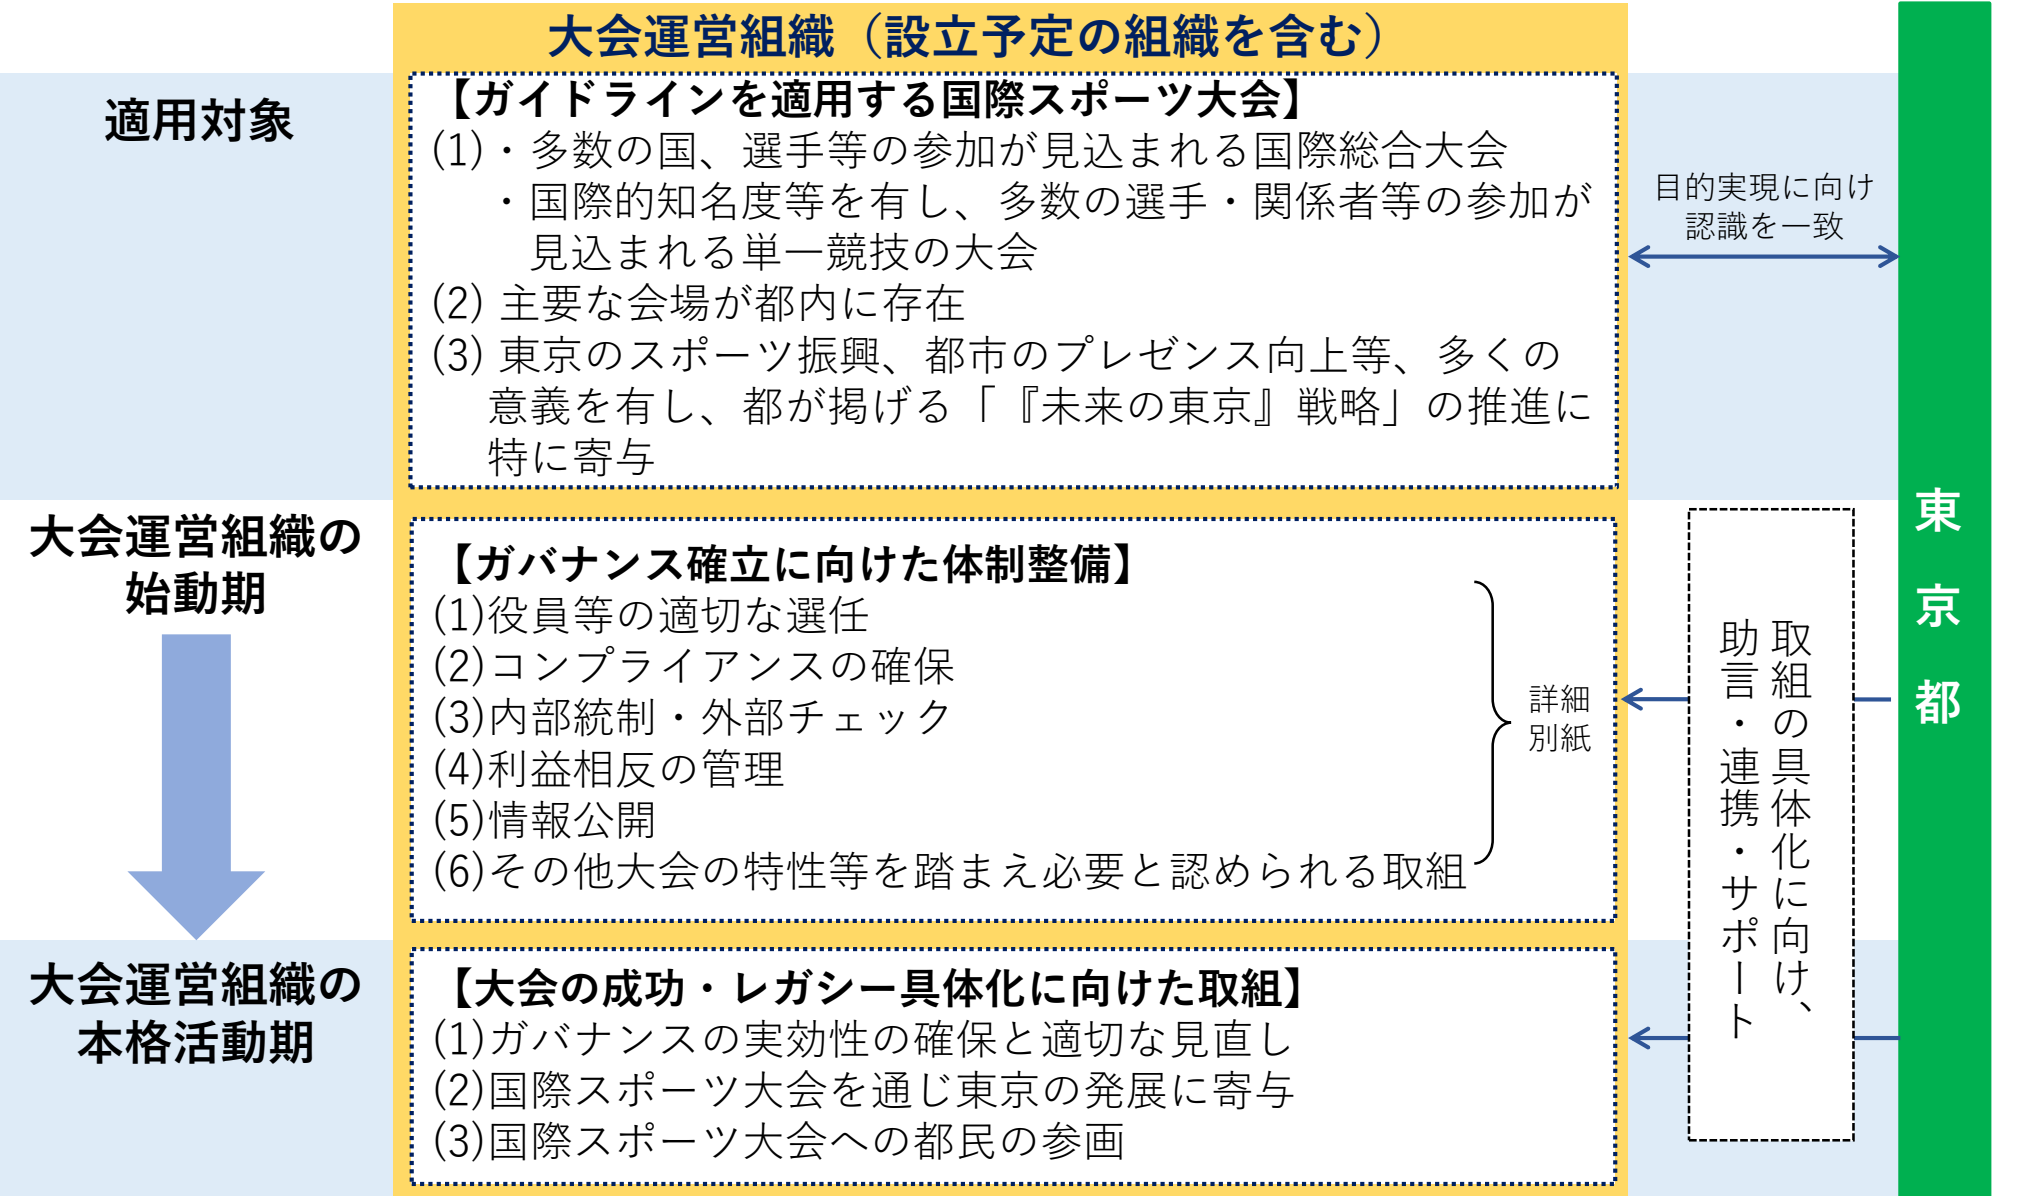 大会運営組織（設立予定の組織を含む）
適用対象
【ガイドラインを適用する国際スポーツ大会】
(1)・多数の国、選手等の参加が見込まれる国際総合大会
・国際的知名度等を有し、多数の選手・関係者等の参加が
見込まれる単一競技の大会
(2) 主要な会場が都内に存在
(3) 東京のスポーツ振興、都市のプレゼンス向上等、多くの
意義を有し、都が掲げる「『未来の東京』戦略」の推進に
特に寄与
目的実現に向け
認識を一致
大会運営組織の
始動期
【ガバナンス確立に向けた体制整備】
(1)役員等の適切な選任
(2)コンプライアンスの確保
(3)内部統制・外部チェック
(4)利益相反の管理
(5)情報公開
(6)その他大会の特性等を踏まえ必要と認められる取組
詳細
別紙
大会運営組織の
本格活動期
【大会の成功・レガシー具体化に向けた取組】
(1)ガバナンスの実効性の確保と適切な見直し
(2)国際スポーツ大会を通じ東京の発展に寄与
(3)国際スポーツ大会への都民の参画
取組の具体化に向け、
助言・連携・サポート
東京都